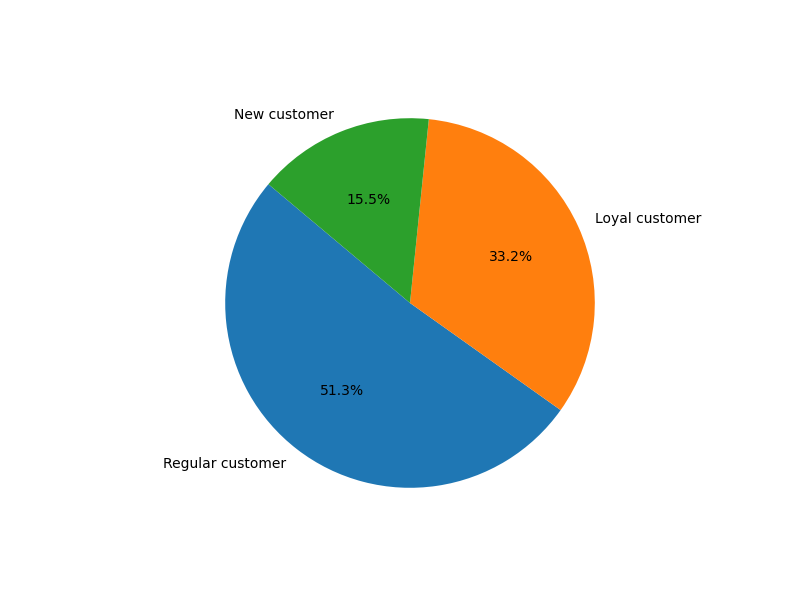 New customer
15.5%
Loyal customer
33.2%
51.3%
Regular customer